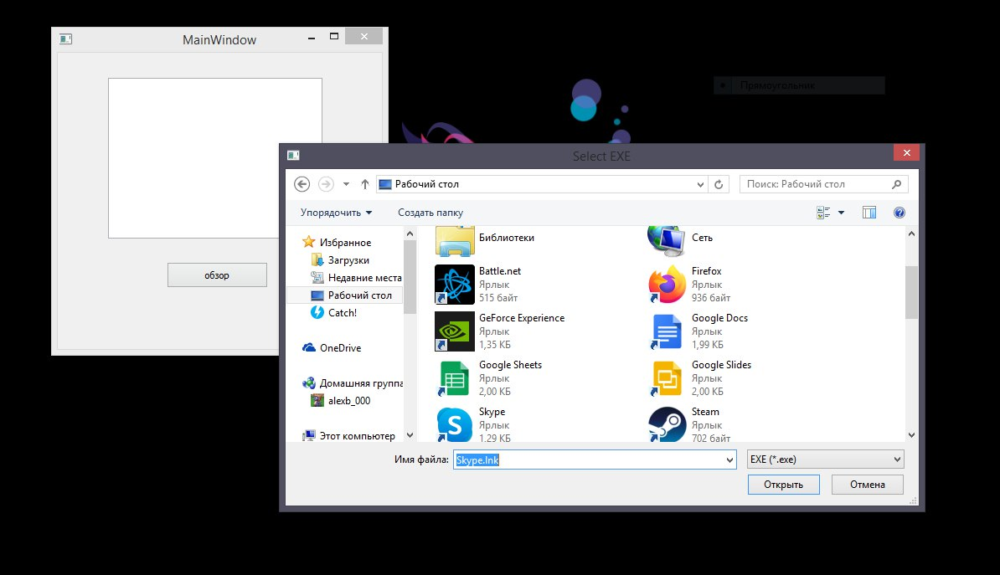 MainWindow
Прямоугольник
обзор
Select EXE
Рабочий стол
Поиск: Рабочий стол
Упорядочить
Создать папку
Избранное
Загрузки
Недавние места
Рабочий стол
Catch!
OneDrive
Домашняя группа
alexb_000
Этот компьютер
Библиотеки
Сеть
Battle.net
Ярлык
515 байт
Firefox
Ярлык
936 байт
GeForce Experience
Ярлык
1,35 КБ
Google Docs
Ярлык
1,99 КБ
Google Sheets
Ярлык
2,00 КБ
Google Slides
Ярлык
2,00 КБ
Skype
Ярлык
1,29 КБ
Steam
Ярлык
702 байт
Имя файла:
Skype.lnk
EXE (*.exe)
Открыть
Отмена